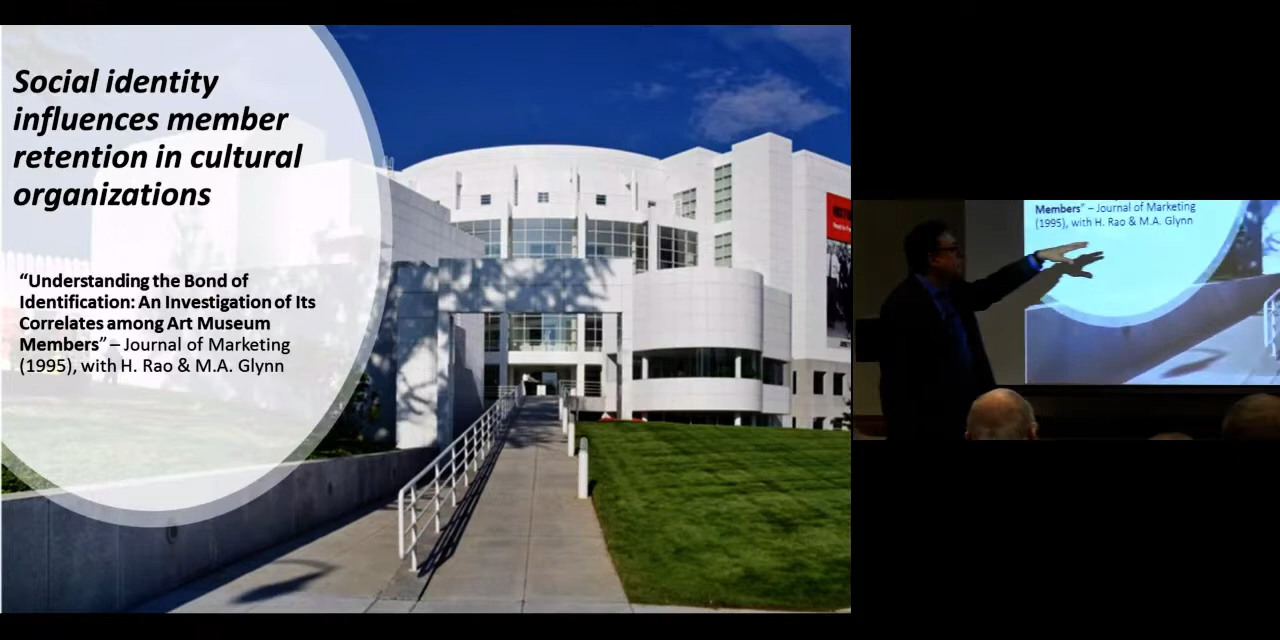 Social identity
influences member
retention in cultural
organizations
“Understanding the Bond of
Identification: An Investigation of Its
Correlates among Art Museum
Members” – Journal of Marketing
(1995), with H. Rao & M.A. Glynn
Members” – Journal of Marketing
(1995), with H. Rao & M.A. Glynn